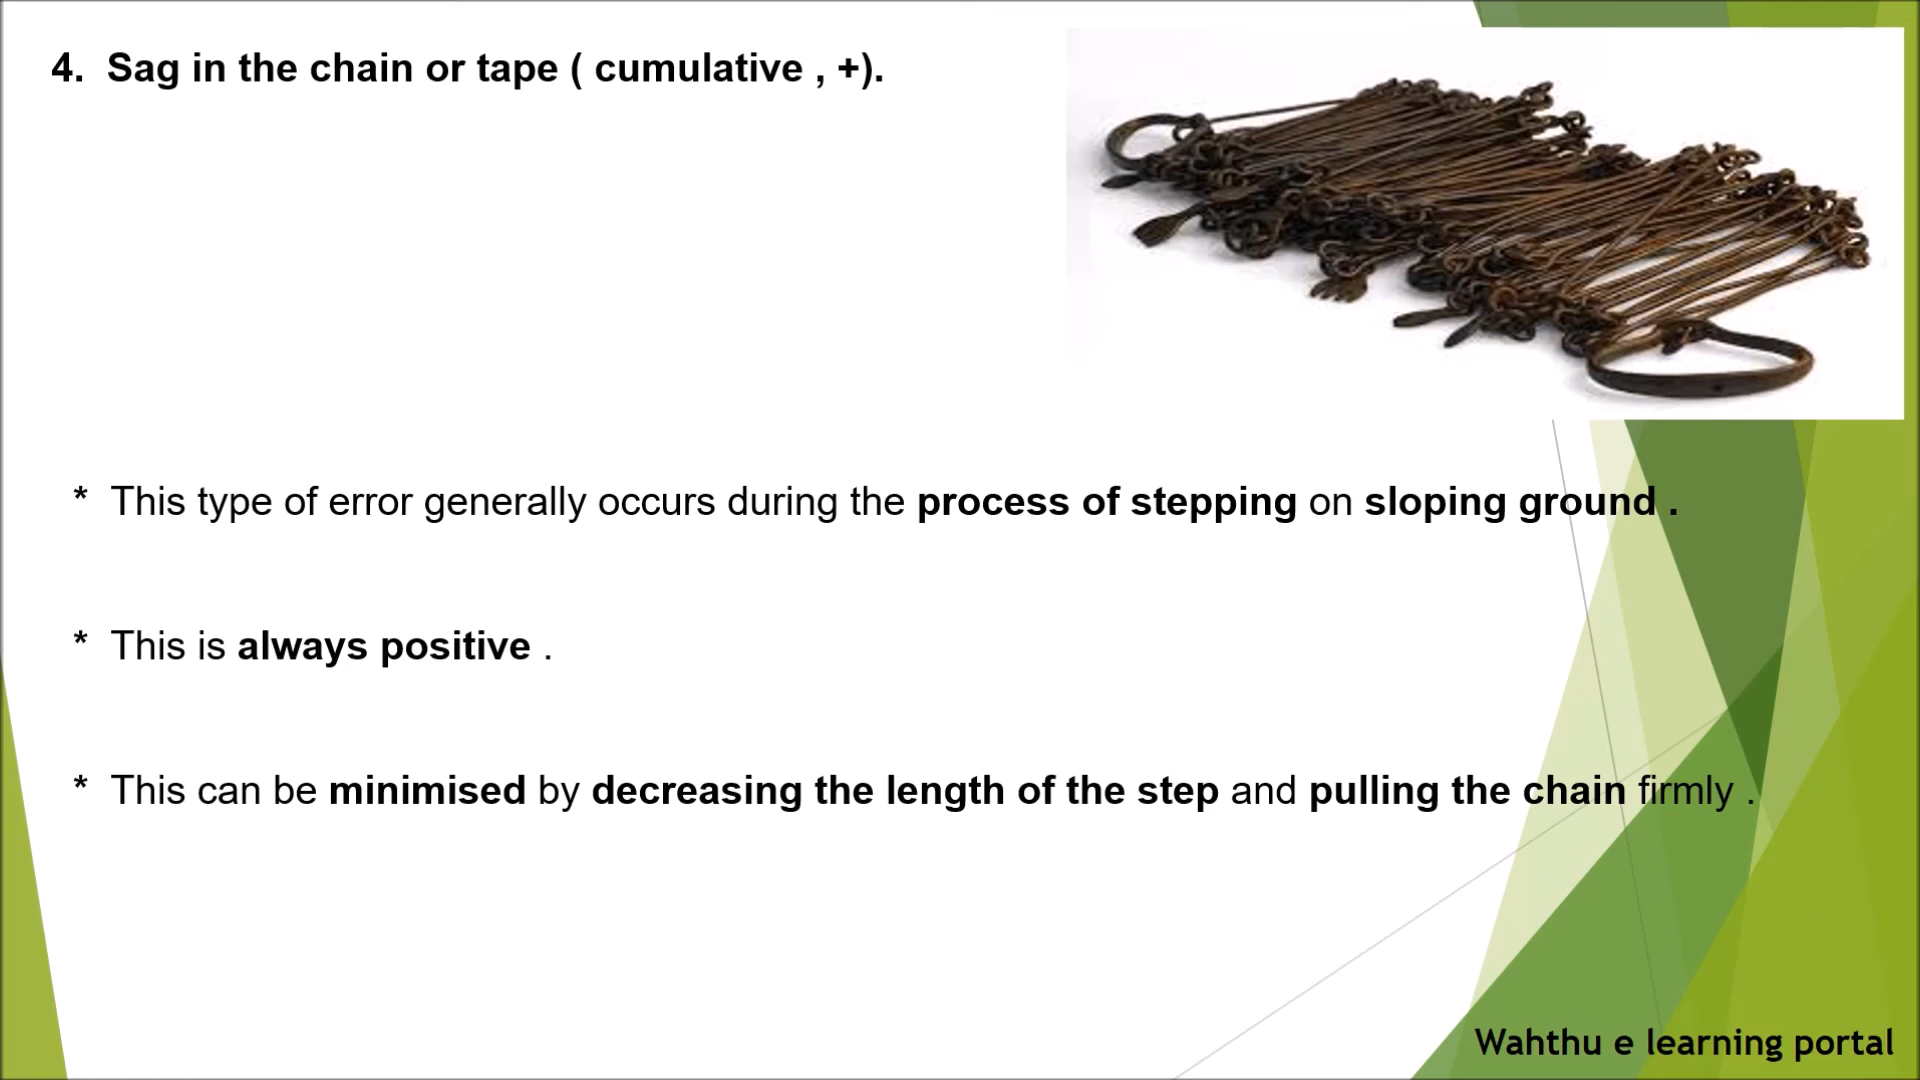 4. Sag in the chain or tape ( cumulative , +).
* This type of error generally occurs during the process of stepping on sloping ground .
* This is always positive .
* This can be minimised by decreasing the length of the step and pulling the chain firmly .
Wahthu e learning portal